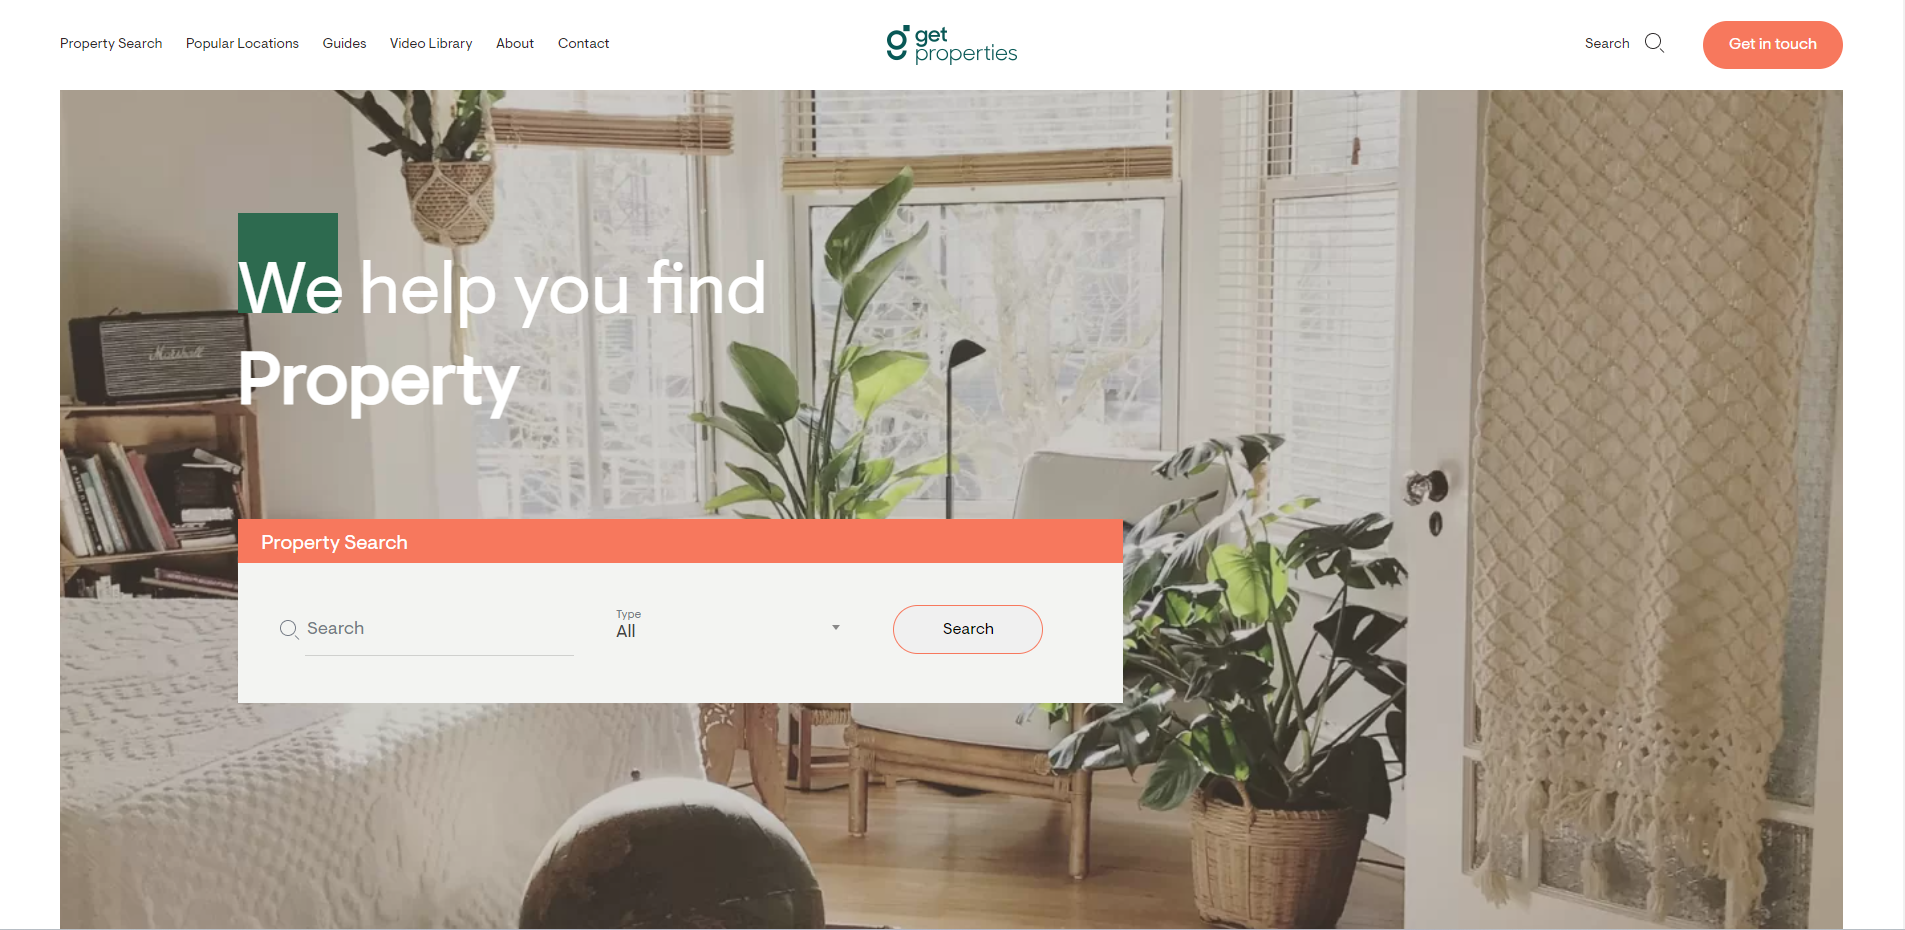 Property Search
Popular Locations
Guides
Video Library
About
Contact
get
properties
Search
Get in touch
We help you find
Property
Marshall
Property Search
Search
Type
All
Search